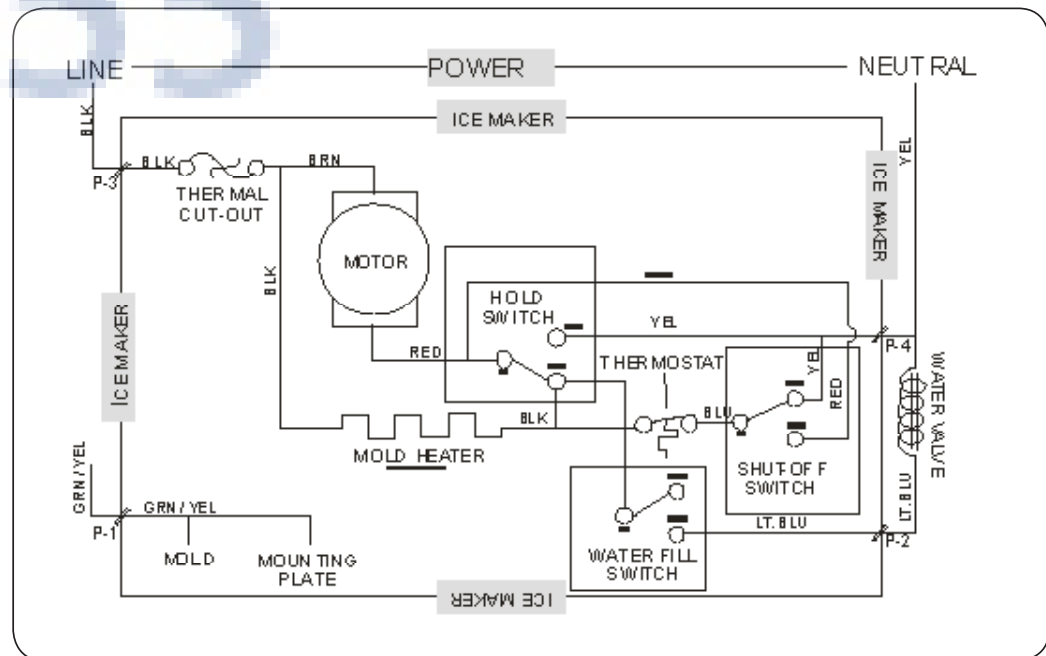 LINE
POWER
NEUTRAL
BLK
ICE MAKER
YEL
BLK
BRN
P-3
THERMAL
CUT-OUT
ICE MAKER
MOTOR
BLK
HOLD
SWITCH
YEL
ICE MAKER
RED
THERMOSTAT
YEL
P-4
RED
BLK
BLU
WATER VALVE
MOLD HEATER
SHUT-OFF
SWITCH
GRN/YEL
GRN/YEL
LT.BLU
LT.BLU
P-1
P-2
MOLD
MOUNTING
PLATE
WATER FILL
SWITCH
ICE MAKER